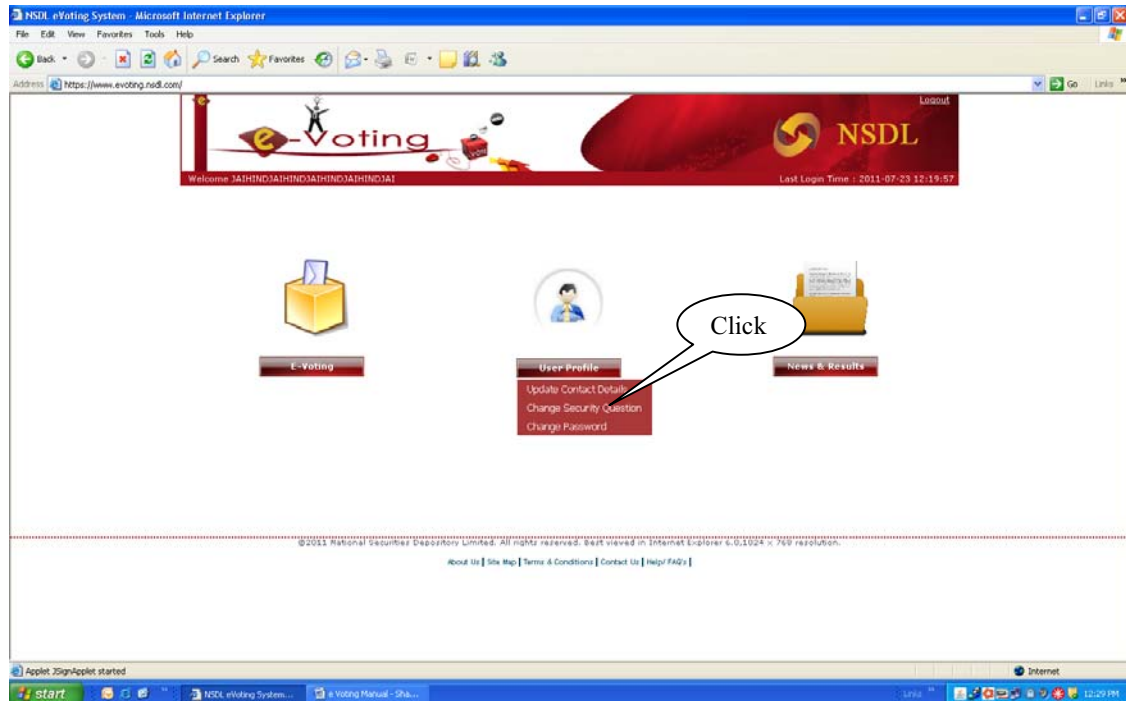 NSDL eVoting System - Microsoft Internet Explorer
File Edit View Favorites Tools Help
Back Search Favorites
Address https://www.evoting.nsdl.com/ Go Links
Logout
e-Voting
NSDL
Welcome JAIHINDJAIHINDJAIHINDJAIHINDJAI Last Login Time : 2011-07-23 12:19:57
Click
E-Voting User Profile News & Results
Update Contact Details
Change Security Question
Change Password
©2011 National Securities Depository Limited. All rights reserved. Best viewed in Internet Explorer 6.0,1024 x 768 resolution.
About Us | Site Map | Terms & Conditions | Contact Us | Help/ FAQ's |
Applet JSignApplet started Internet
start NSDL eVoting System... e Voting Manual - Sha... Links 12:29 PM